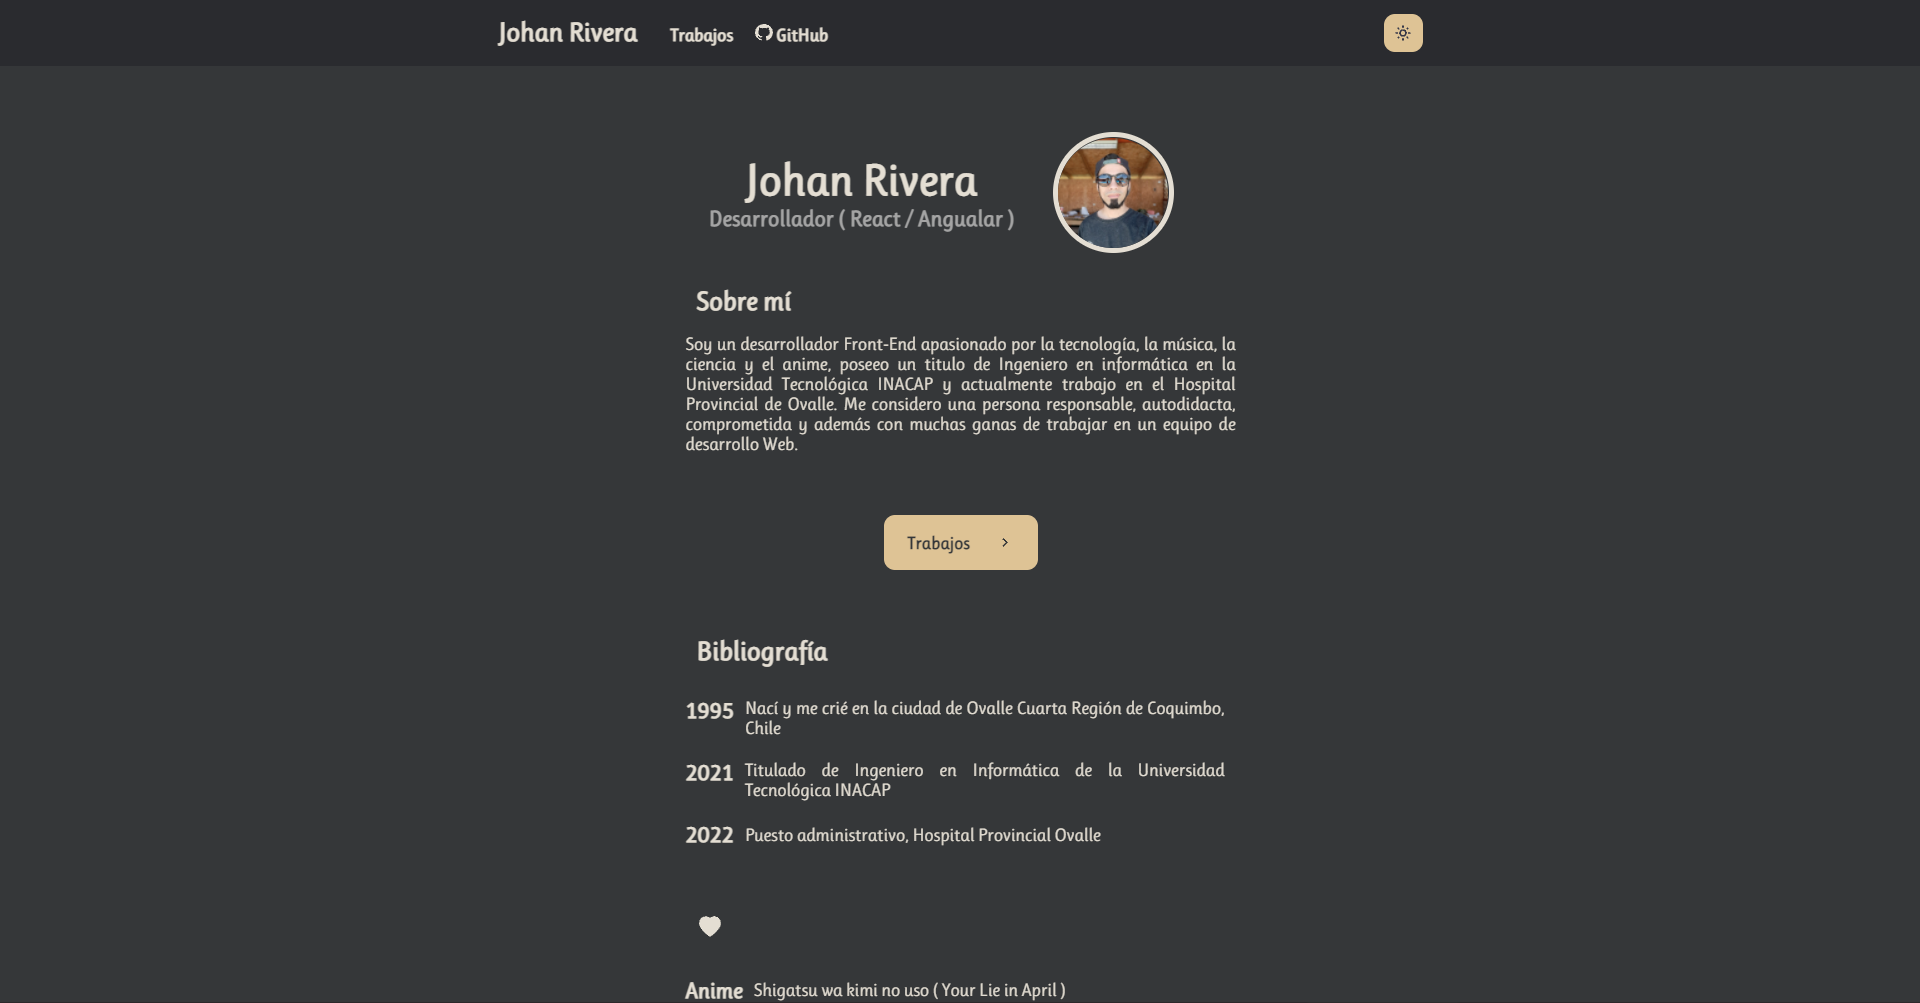 Johan Rivera
Trabajos
GitHub
Johan Rivera
Desarrollador ( React / Angualar )
Sobre mí
Soy un desarrollador Front-End apasionado por la tecnología, la música, la
ciencia y el anime, poseeo un titulo de Ingeniero en informática en la
Universidad Tecnológica INACAP y actualmente trabajo en el Hospital
Provincial de Ovalle. Me considero una persona responsable, autodidacta,
comprometida y además con muchas ganas de trabajar en un equipo de
desarrollo Web.
Trabajos
Bibliografía
1995 Nací y me crié en la ciudad de Ovalle Cuarta Región de Coquimbo,
Chile
2021 Titulado de Ingeniero en Informática de la Universidad
Tecnológica INACAP
2022 Puesto administrativo, Hospital Provincial Ovalle
Anime Shigatsu wa kimi no uso ( Your Lie in April )